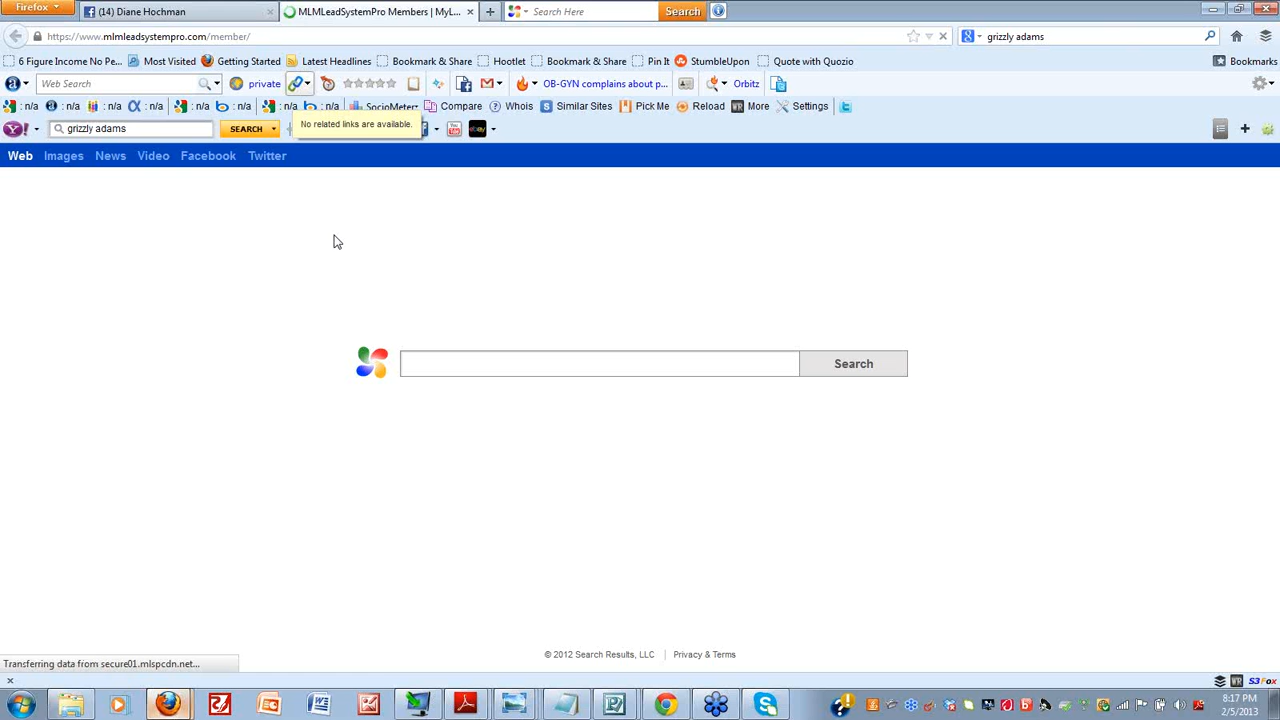 Firefox
(14) Diane Hochman
MLMLeadSystemPro Members | MyL...
Search Here
Search
https://www.mlmleadsystempro.com/member/
grizzly adams
6 Figure Income No Pe...
Most Visited
Getting Started
Latest Headlines
Bookmark & Share
Hootlet
Bookmark & Share
Pin It
StumbleUpon
Quote with Quozio
Bookmarks
Web Search
private
OB-GYN complains about p...
Orbitz
: n/a
: n/a
: n/a
: n/a
: n/a
: n/a
: n/a
: n/a
SocioMeter
Compare
Whois
Similar Sites
Pick Me
Reload
More
Settings
No related links are available.
grizzly adams
SEARCH
Web
Images
News
Video
Facebook
Twitter
Search
© 2012 Search Results, LLC
Privacy & Terms
Transferring data from secure01.mlspcdn.net...
S3Fox
8:17 PM
2/5/2013